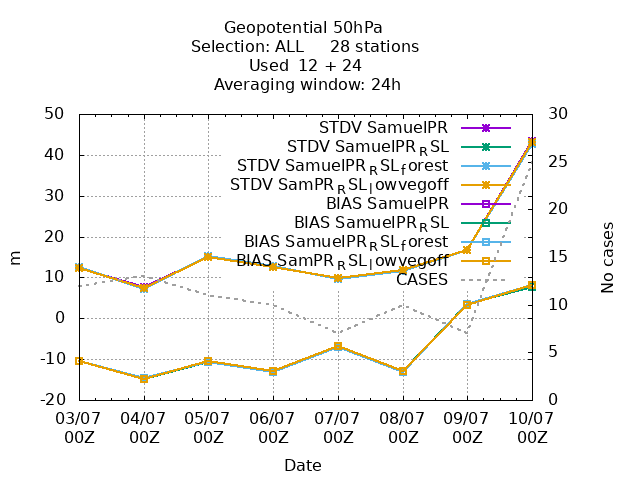 Geopotential 50hPa
Selection: ALL     28 stations
Used  12 + 24
Averaging window: 24h
50
40
30
20
10
0
-10
-20
m
30
25
20
15
10
5
0
No cases
STDV SamuelPR
STDV SamuelPR_RSL
STDV SamuelPR_RSL_forest
STDV SamPR_RSL_lowvegoff
BIAS SamuelPR
BIAS SamuelPR_RSL
BIAS SamuelPR_RSL_forest
BIAS SamPR_RSL_lowvegoff
CASES
03/07 04/07 05/07 06/07 07/07 08/07 09/07 10/07
00Z 00Z 00Z 00Z 00Z 00Z 00Z 00Z
Date